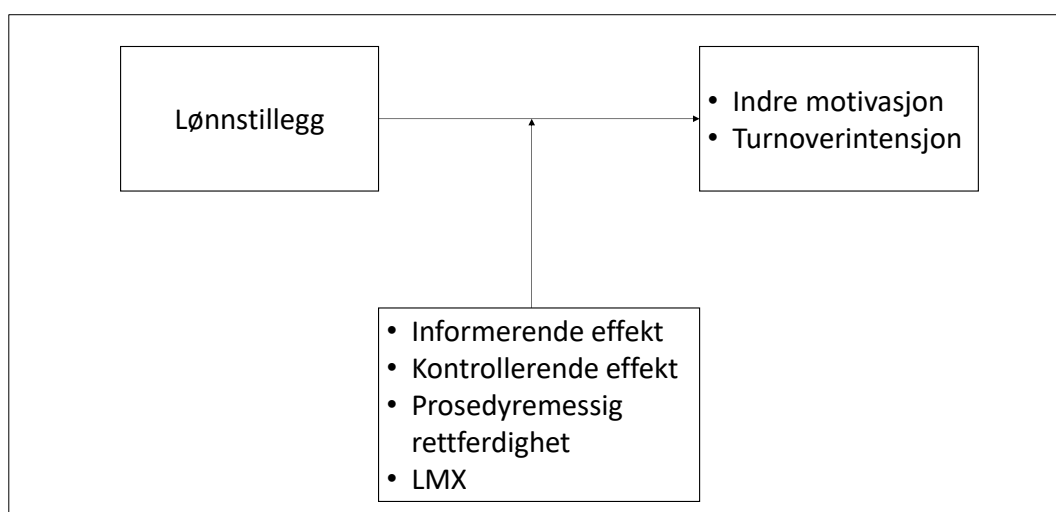 Lønnstillegg
• Indre motivasjon
• Turnoverintensjon
• Informerende effekt
• Kontrollerende effekt
• Prosedyremessig
rettferdighet
• LMX